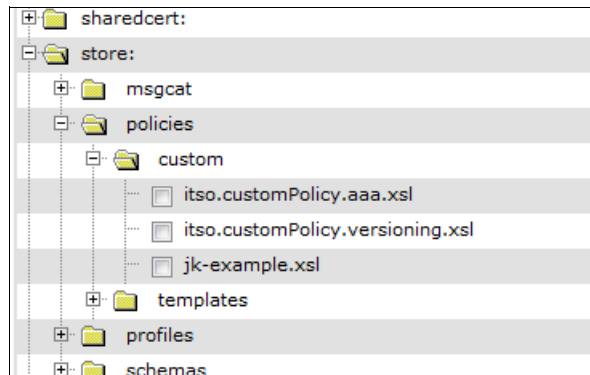 sharedcert:
store:
msgcat
policies
custom
itso.customPolicy.aaa.xsl
itso.customPolicy.versioning.xsl
jk-example.xsl
templates
profiles
schemas